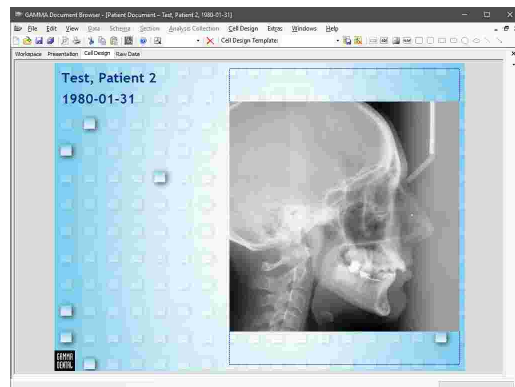 GAMMA Document Browser - [Patient Document – Test, Patient 2, 1980-01-31]
File Edit View Data Schema Section Analysis Collection Cell Design Extras Windows Help
Cell Design Template:
Workspace Presentation Cell Design Raw Data
Test, Patient 2
1980-01-31
GAMMA
DENTAL